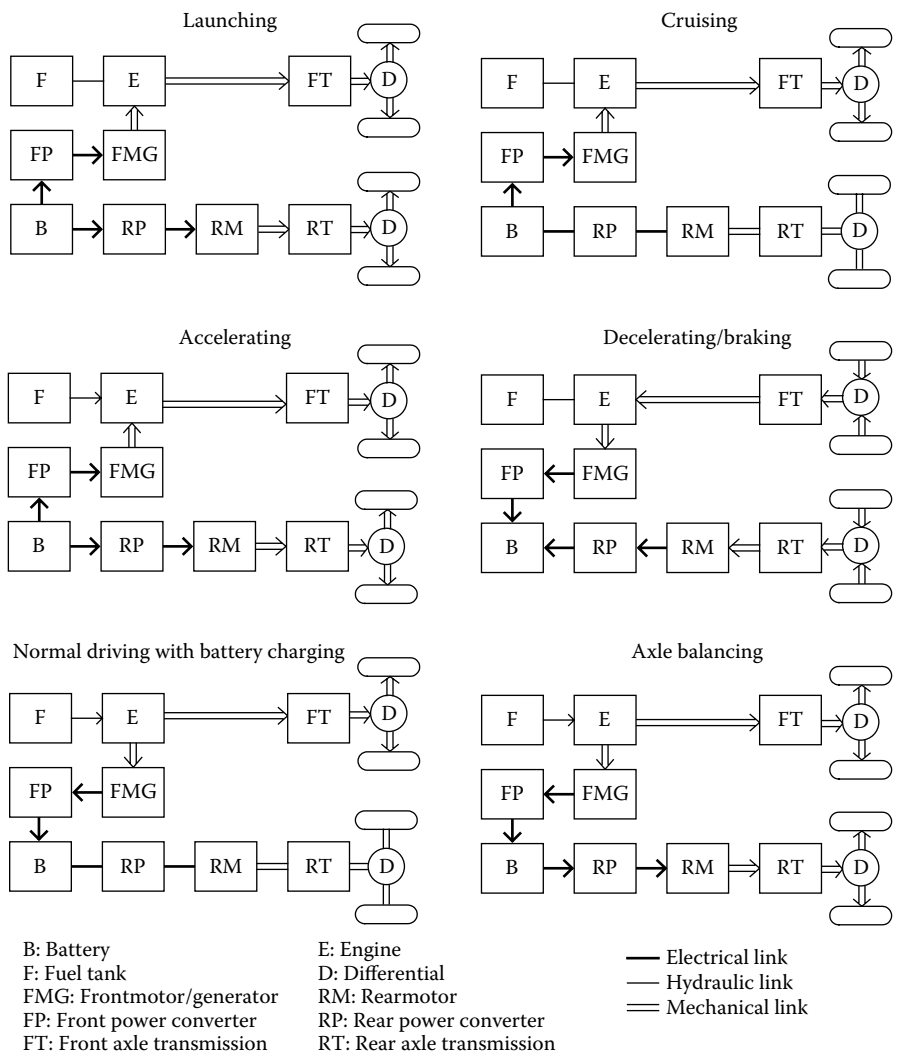 Launching
Cruising
F E FT D
FP FMG
B RP RM RT D
F E FT D
FP FMG
B RP RM RT D
Accelerating
Decelerating/braking
F E FT D
FP FMG
B RP RM RT D
F E FT D
FP FMG
B RP RM RT D
Normal driving with battery charging
Axle balancing
F E FT D
FP FMG
B RP RM RT D
F E FT D
FP FMG
B RP RM RT D
B: Battery
F: Fuel tank
FMG: Frontmotor/generator
FP: Front power converter
FT: Front axle transmission
E: Engine
D: Differential
RM: Rearmotor
RP: Rear power converter
RT: Rear axle transmission
Electrical link
Hydraulic link
Mechanical link